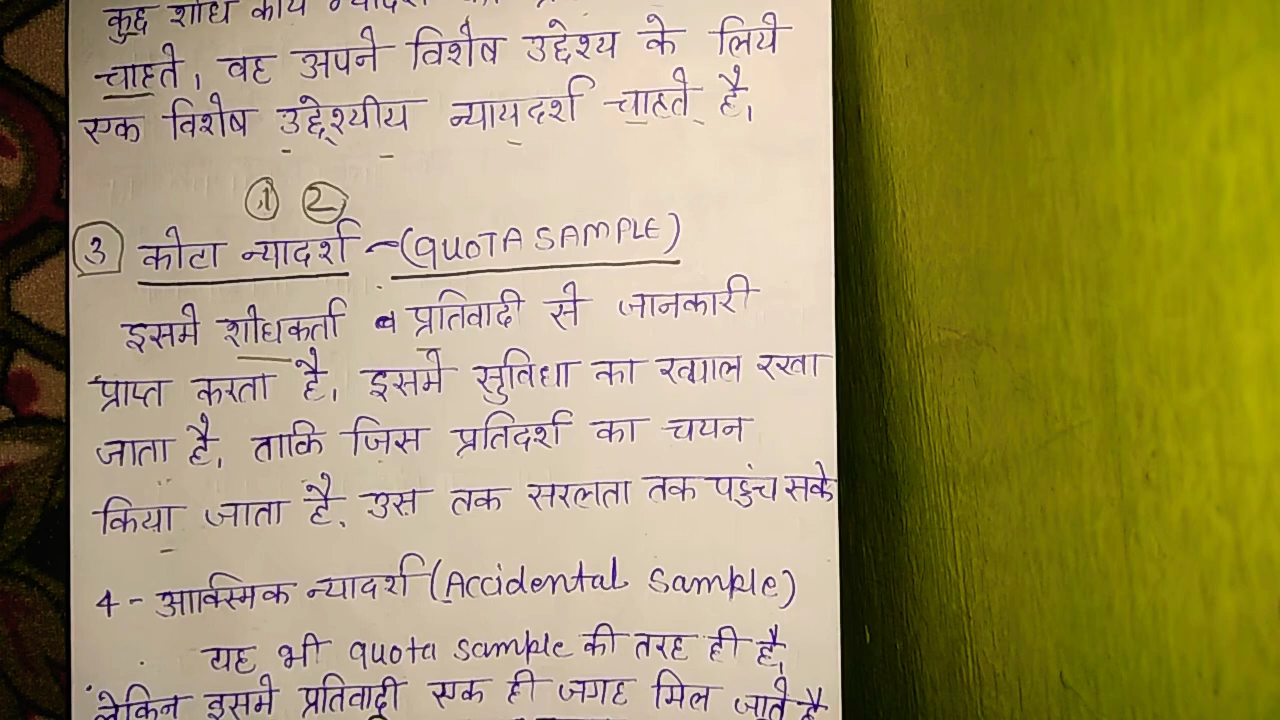 कुछ शोध कार्य
चाहते, वह अपने विशेष उद्देश्य के लिये
एक विशेष उद्देश्यीय न्यायदर्श चाहते है,
① ②
③ कोटा न्यादर्श -(QUOTA SAMPLE)
इसमे शोधकर्ता प्रतिवादी से जानकारी
प्राप्त करता है, इसमे सुविधा का ख्याल रखा
जाता है, ताकि जिस प्रतिदर्श का चयन
किया जाता है, उस तक सरलता तक पहुंच सके
4 - आकस्मिक न्यादर्श (Accidental Sample)
यह भी quota sample की तरह ही है,
लेकिन इसमे प्रतिवादी एक ही जगह मिल जाते है